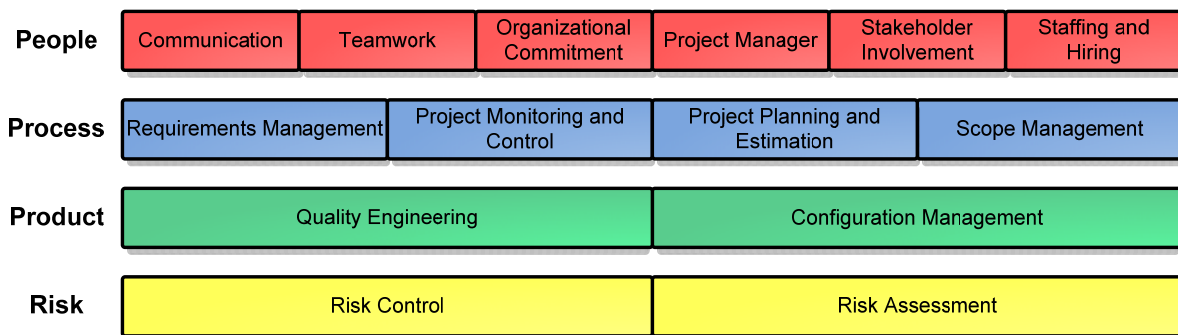 People
Communication
Teamwork
Organizational
Commitment
Project Manager
Stakeholder
Involvement
Staffing and
Hiring
Process
Requirements Management
Project Monitoring and
Control
Project Planning and
Estimation
Scope Management
Product
Quality Engineering
Configuration Management
Risk
Risk Control
Risk Assessment